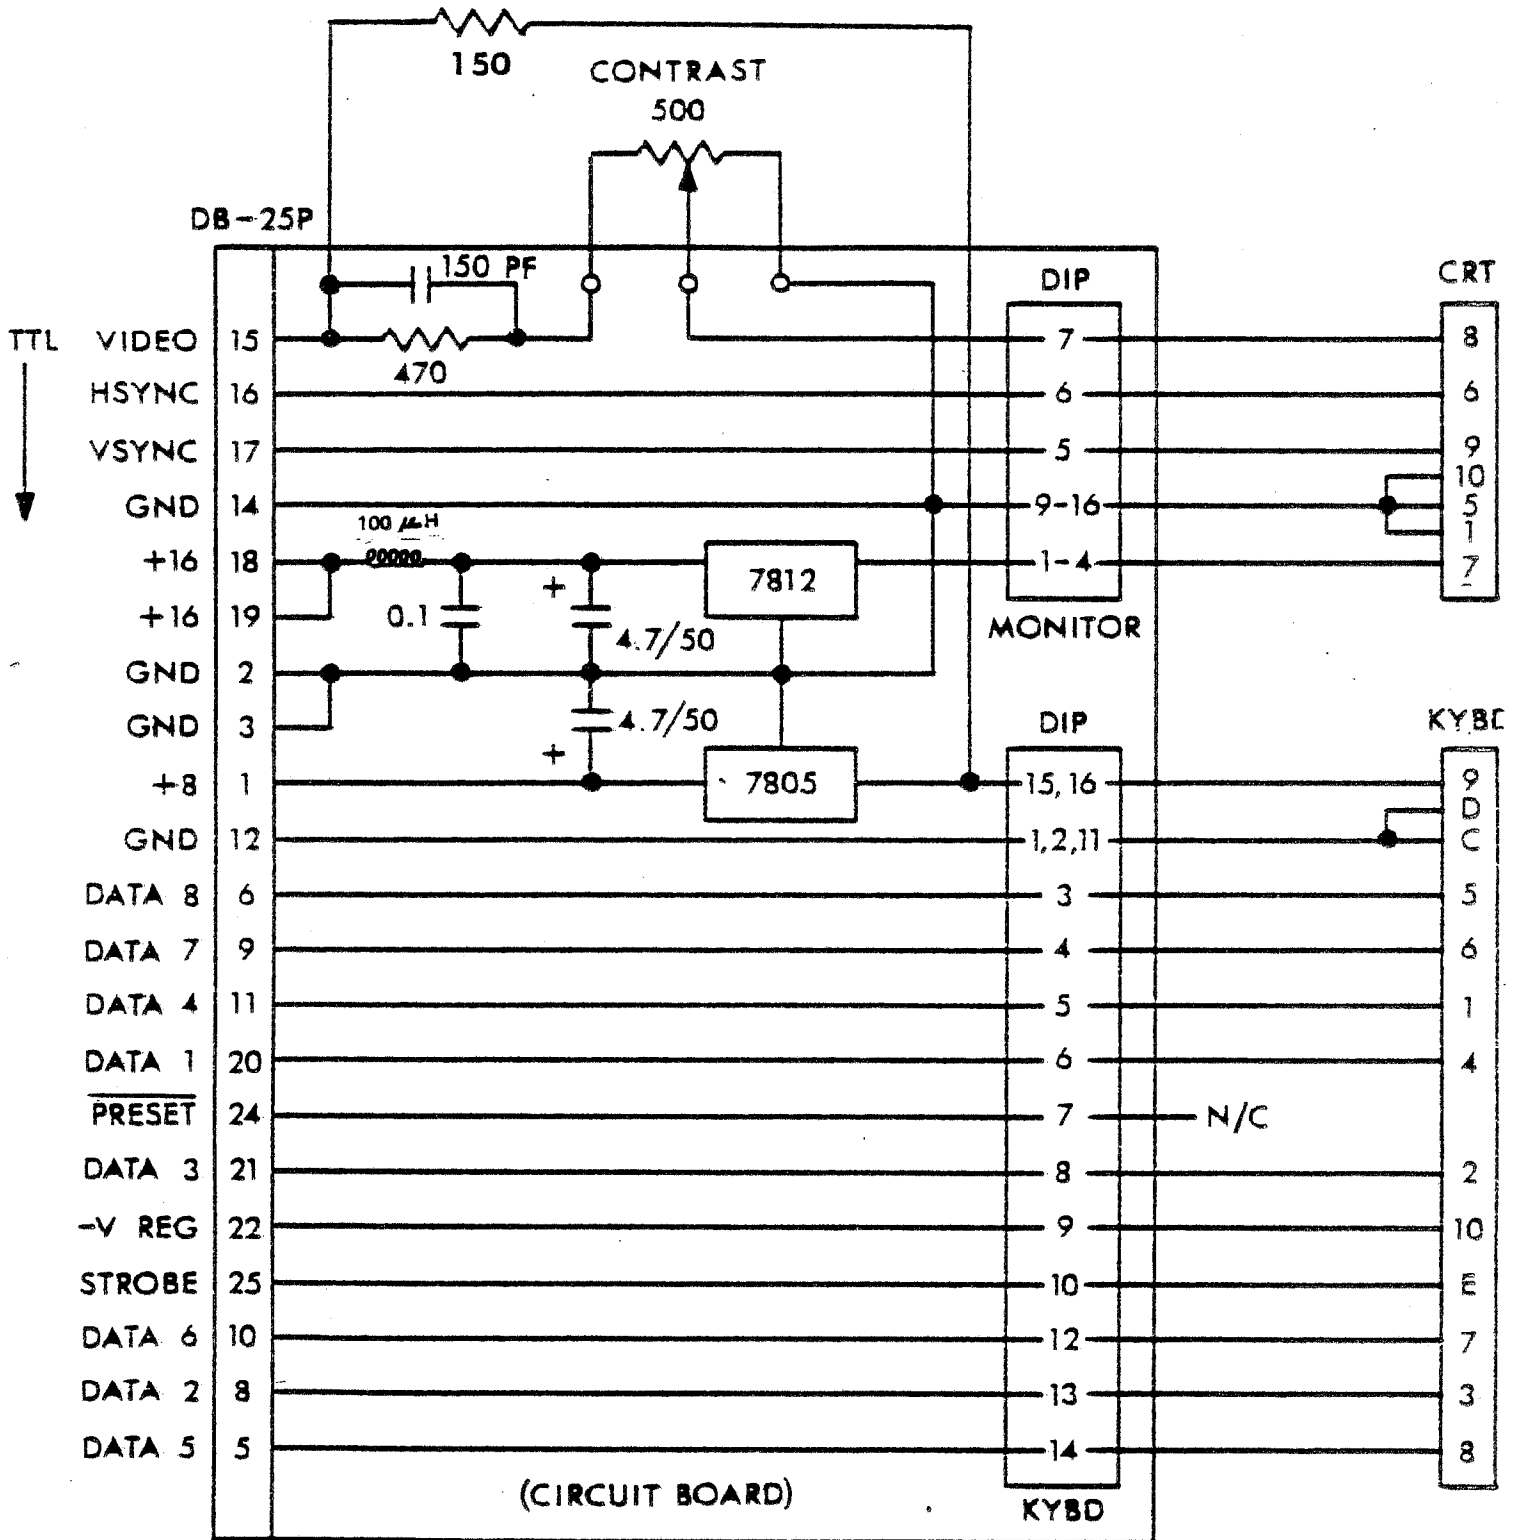 150
CONTRAST
500
DB-25P
150 PF
DIP
CRT
TTL VIDEO 15 7 8
470
HSYNC 16 6 6
VSYNC 17 5 9
10
GND 14 9-16 5
1
100 μH
+16 18 7812 1-4 7
+
+16 19 0.1 4.7/50
MONITOR
GND 2
GND 3 4.7/50
DIP
KYBD
+
+8 1 7805 15,16 9
D
GND 12 1,2,11 C
DATA 8 6 3 5
DATA 7 9 4 6
DATA 4 11 5 1
DATA 1 20 6 4
PRESET 24 7 N/C
DATA 3 21 8 2
-V REG 22 9 10
STROBE 25 10 E
DATA 6 10 12 7
DATA 2 8 13 3
DATA 5 5 14 8
(CIRCUIT BOARD)
KYBD